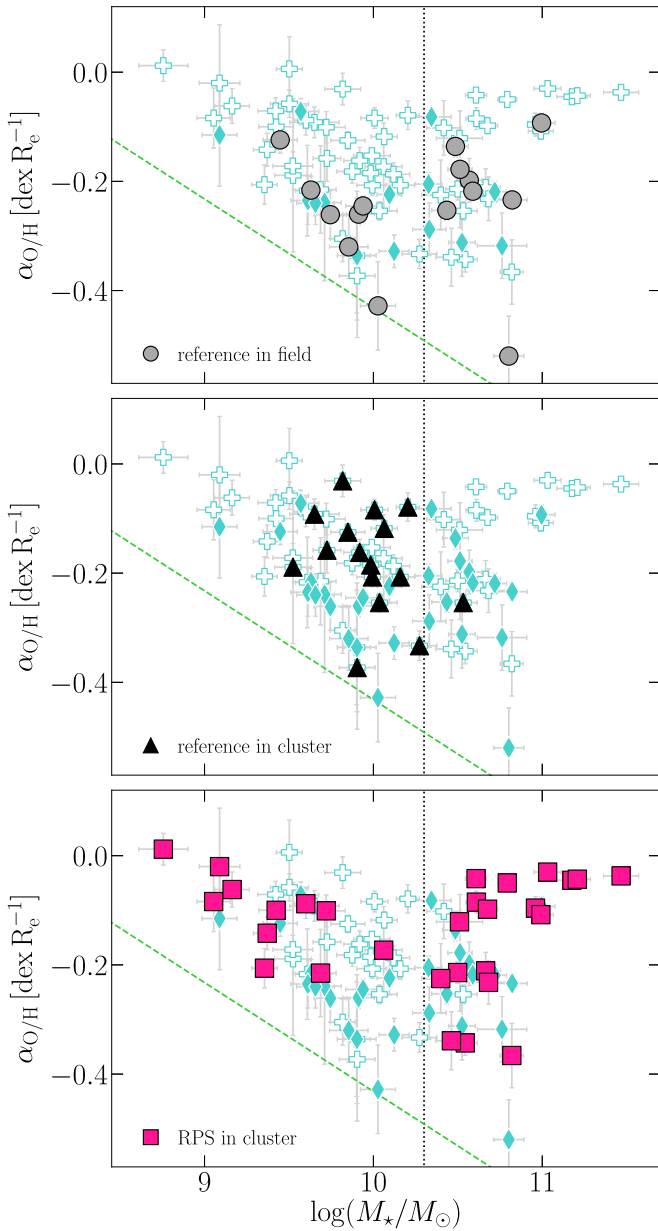 0.0
−0.2
−0.4
α_O/H [dex R_e^−1]
reference in field
0.0
−0.2
−0.4
α_O/H [dex R_e^−1]
reference in cluster
0.0
−0.2
−0.4
α_O/H [dex R_e^−1]
RPS in cluster
9 10 11
log(M⋆/M⊙)